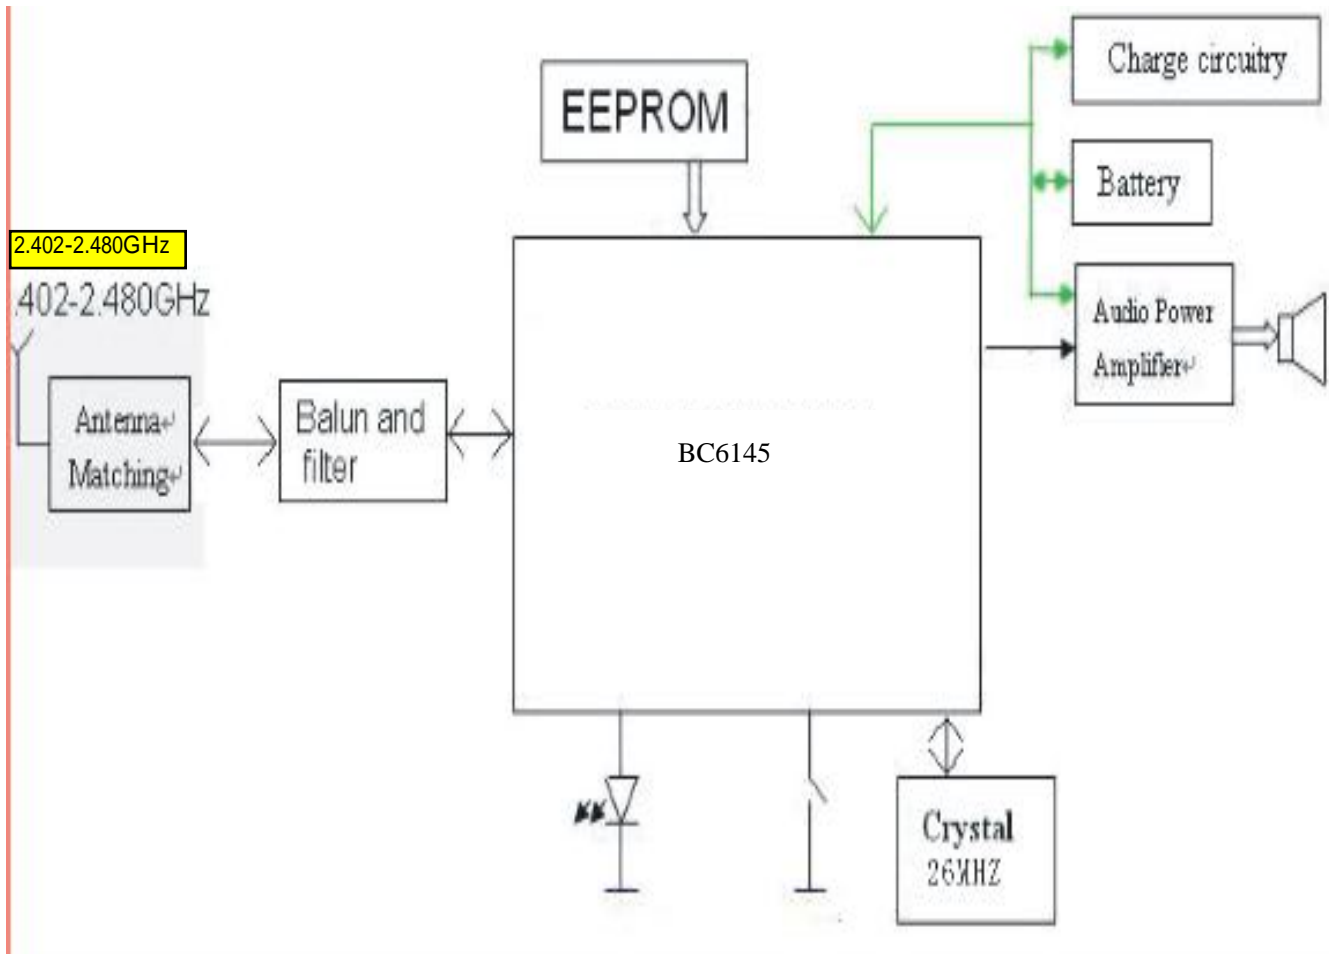 Charge circuitry
EEPROM
Battery
2.402-2.480GHz
.402-2.480GHz
Audio Power
Amplifier↵
Antenna↵
Matching↵
Balun and
filter
BC6145
Crystal
26MHZ